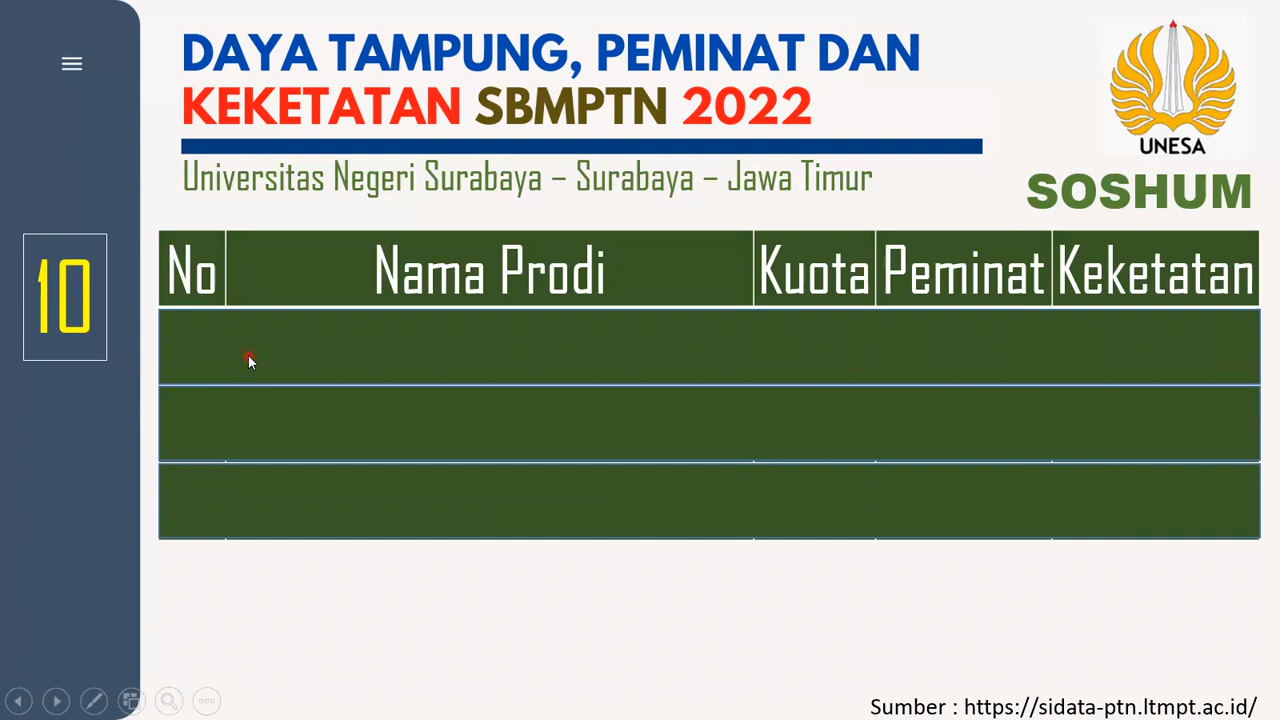 DAYA TAMPUNG, PEMINAT DAN
KEKETATAN SBMPTN 2022
UNESA
Universitas Negeri Surabaya – Surabaya – Jawa Timur
SOSHUM
10
No Nama Prodi Kuota Peminat Keketatan
Sumber : https://sidata-ptn.ltmpt.ac.id/